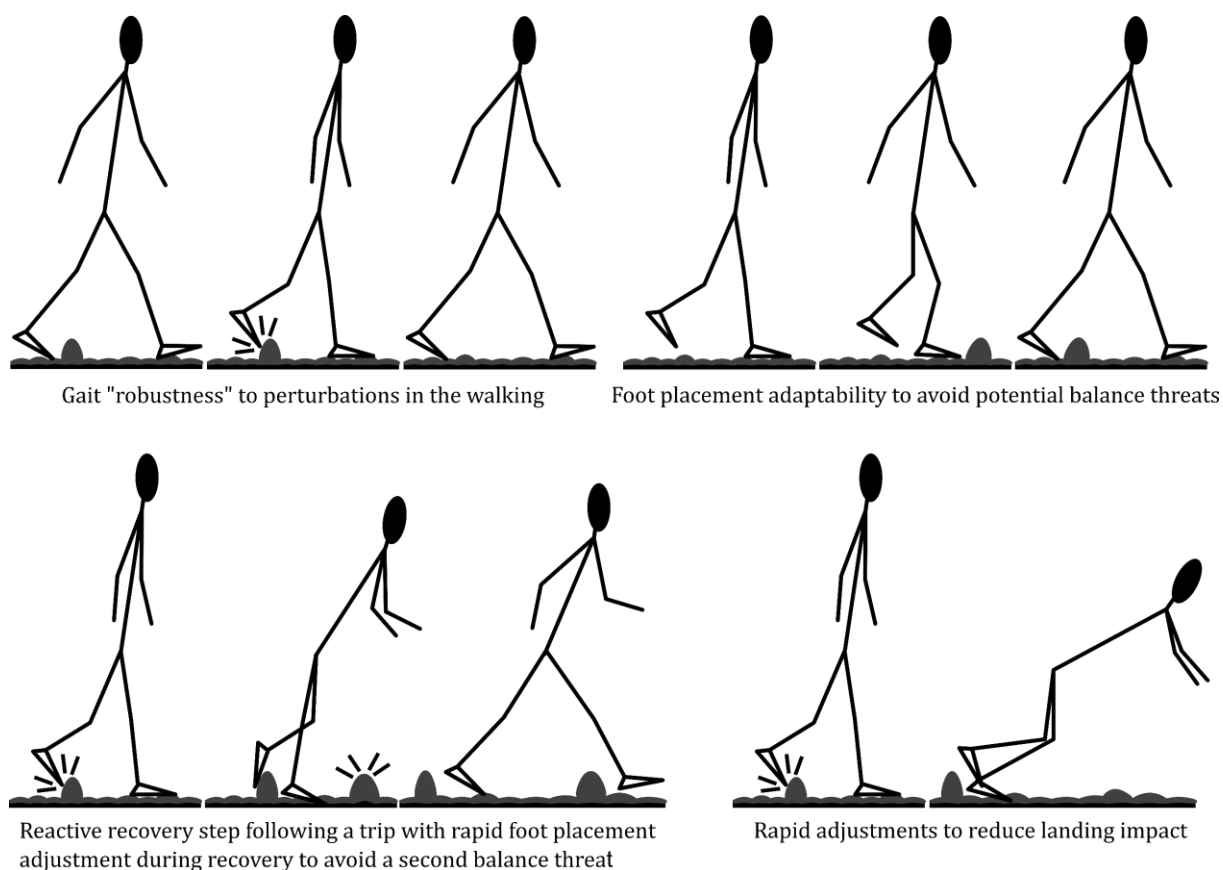 Gait "robustness" to perturbations in the walking
Foot placement adaptability to avoid potential balance threats
Reactive recovery step following a trip with rapid foot placement
adjustment during recovery to avoid a second balance threat
Rapid adjustments to reduce landing impact